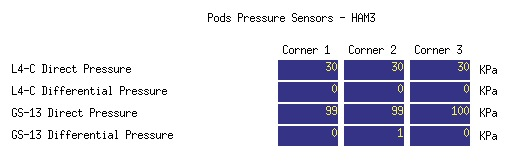 Pods Pressure Sensors - HAM3
Corner 1 Corner 2 Corner 3
L4-C Direct Pressure 30 30 30 KPa
L4-C Differential Pressure 0 0 0 KPa
GS-13 Direct Pressure 99 99 100 KPa
GS-13 Differential Pressure 0 1 0 KPa